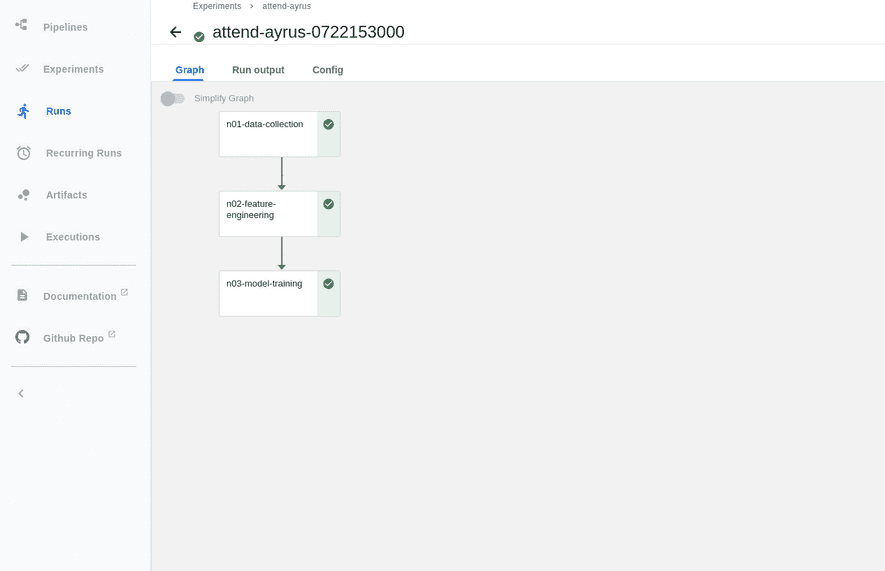 Pipelines
Experiments
Runs
Recurring Runs
Artifacts
Executions
Documentation
Github Repo
Experiments › attend-ayrus
attend-ayrus-0722153000
Graph Run output Config
Simplify Graph
n01-data-collection
n02-feature-
engineering
n03-model-training